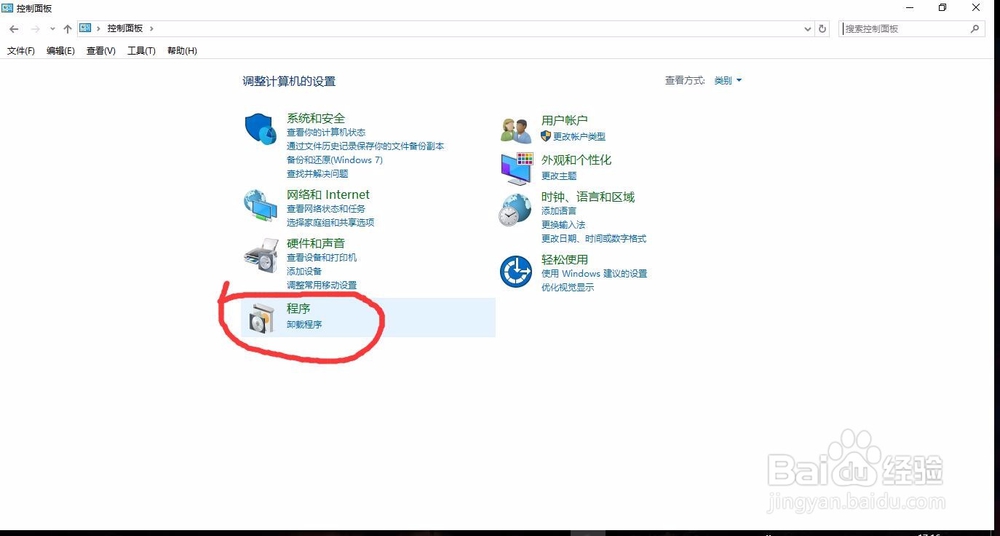 控制面板
控制面板
搜索控制面板
文件(F) 编辑(E) 查看(V) 工具(T) 帮助(H)
调整计算机的设置
查看方式: 类别
系统和安全
查看你的计算机状态
通过文件历史记录保存你的文件备份副本
备份和还原(Windows 7)
查找并解决问题
网络和 Internet
查看网络状态和任务
选择家庭组和共享选项
硬件和声音
查看设备和打印机
添加设备
调整常用移动设置
程序
卸载程序
用户帐户
更改帐户类型
外观和个性化
更改主题
时钟、语言和区域
添加语言
更换输入法
更改日期、时间或数字格式
轻松使用
使用 Windows 建议的设置
优化视觉显示
Baidu 经验
jingyan.baidu.com